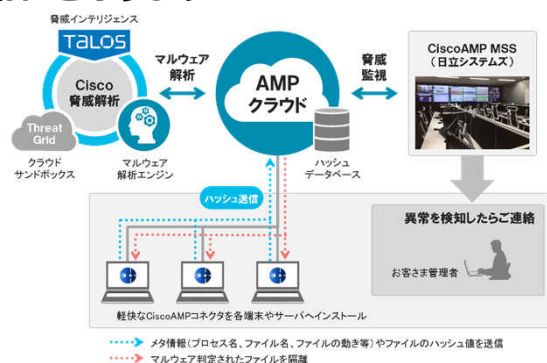 脅威インテリジェンス
TALOS
Cisco
脅威解析
Threat
Grid
クラウド
サンドボックス
マルウェア
解析エンジン
マルウェア
解析
AMP
クラウド
ハッシュ
データベース
脅威
監視
CiscoAMP MSS
(日立システムズ)
ハッシュ送信
異常を検知したらご連絡
お客さま管理者
軽快なCiscoAMPコネクタを各端末やサーバへインストール
メタ情報(プロセス名、ファイル名、ファイルの動き等)やファイルのハッシュ値を送信
マルウェア判定されたファイルを隔離